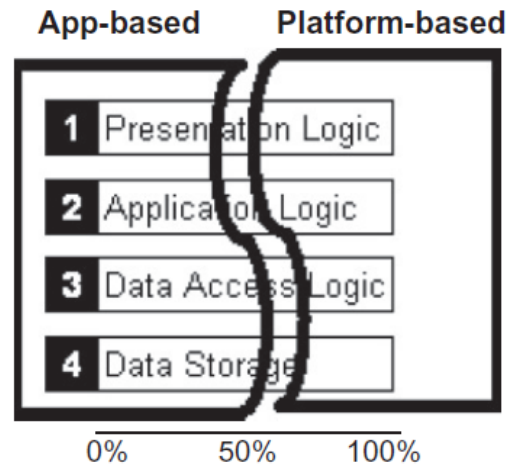 App-based Platform-based
1 Presentation Logic
2 Application Logic
3 Data Access Logic
4 Data Storage
0% 50% 100%